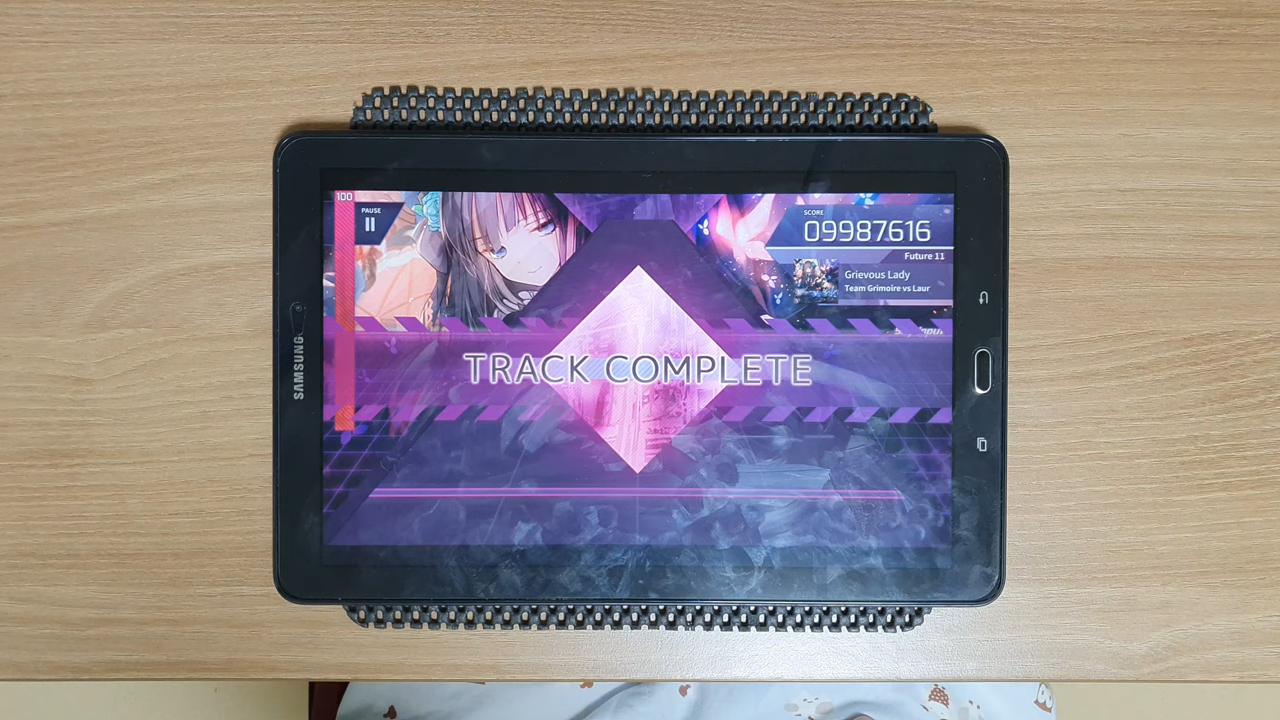 100
PAUSE
SCORE
09987616
Future 11
Grievous Lady
Team Grimoire vs Laur
TRACK COMPLETE
SAMSUNG